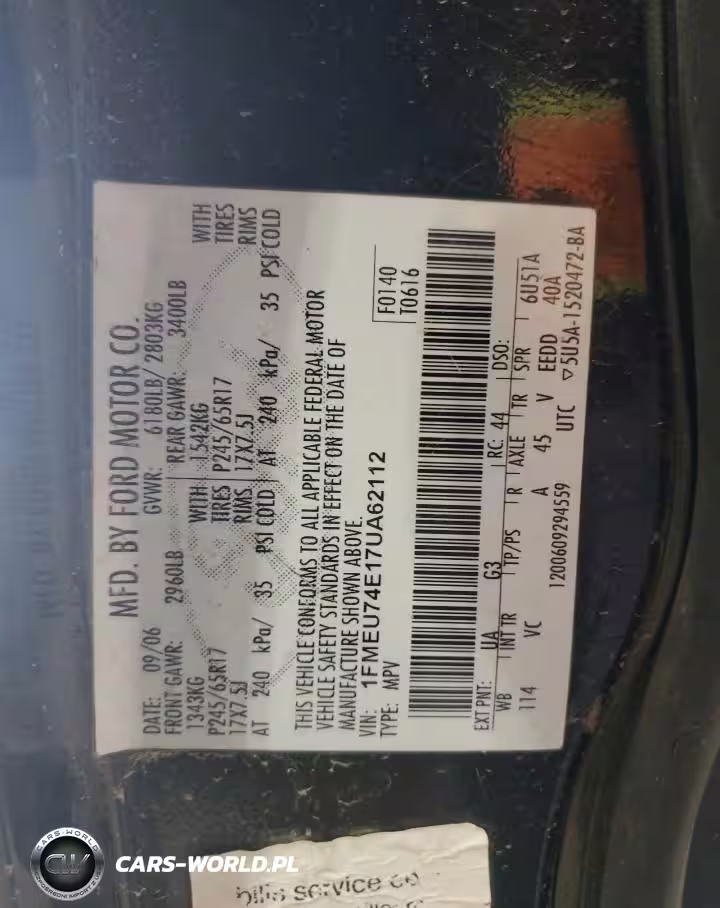 MFD. BY FORD MOTOR CO.
DATE: 09/06 GVWR: 6180LB/ 2803KG
FRONT GAWR: 2960LB REAR GAWR: 3400LB
1343KG WITH 1542KG WITH
P245/65R17 TIRES P245/65R17 TIRES
17X7.5J RIMS 17X7.5J RIMS
AT 240 kPa/ 35 PSI COLD AT 240 kPa/ 35 PSI COLD
THIS VEHICLE CONFORMS TO ALL APPLICABLE FEDERAL MOTOR
VEHICLE SAFETY STANDARDS IN EFFECT ON THE DATE OF
MANUFACTURE SHOWN ABOVE.
VIN: 1FMEU74E17UA62112 F0140
TYPE: MPV T0616
EXT PNT: UA G3 RC: 44 DSO:
WB INT TR TP/PS R AXLE TR SPR 6U51A
114 VC A 45 V EEDD 40A
1200609294559 UTC ▽5U5A-1520472-BA
CARS-WORLD
CW
CARS-WORLD.PL
service co